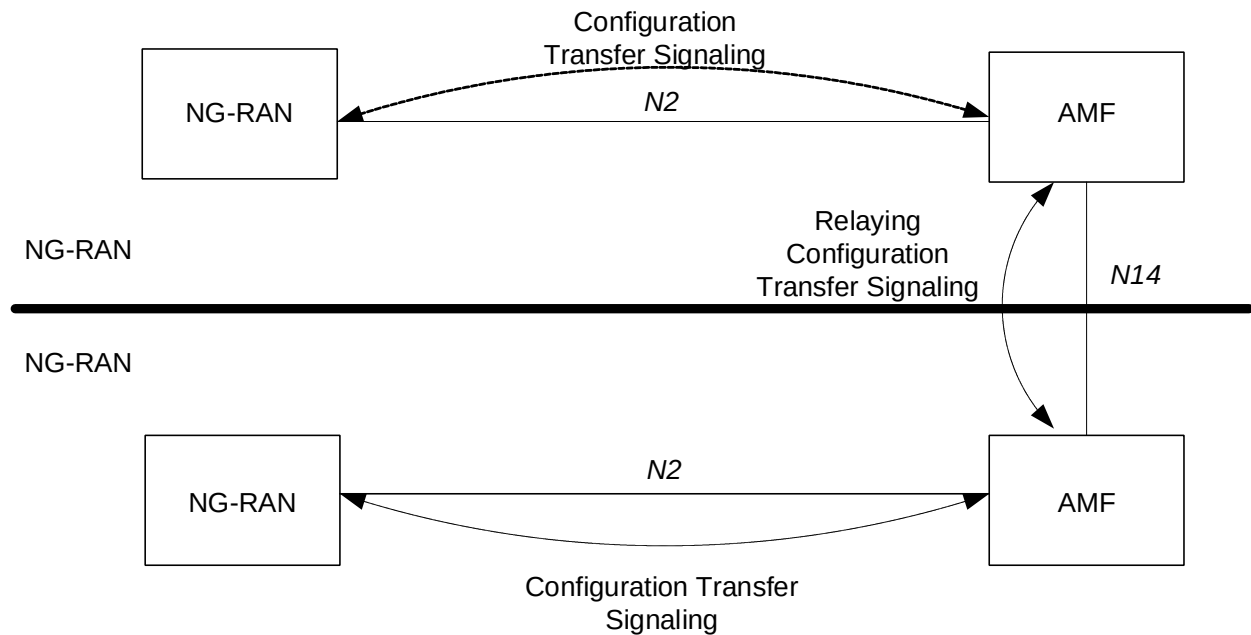 Configuration
Transfer Signaling
NG-RAN
N2
AMF
Relaying
Configuration
Transfer Signaling
NG-RAN
N14
NG-RAN
NG-RAN
N2
AMF
Configuration Transfer
Signaling